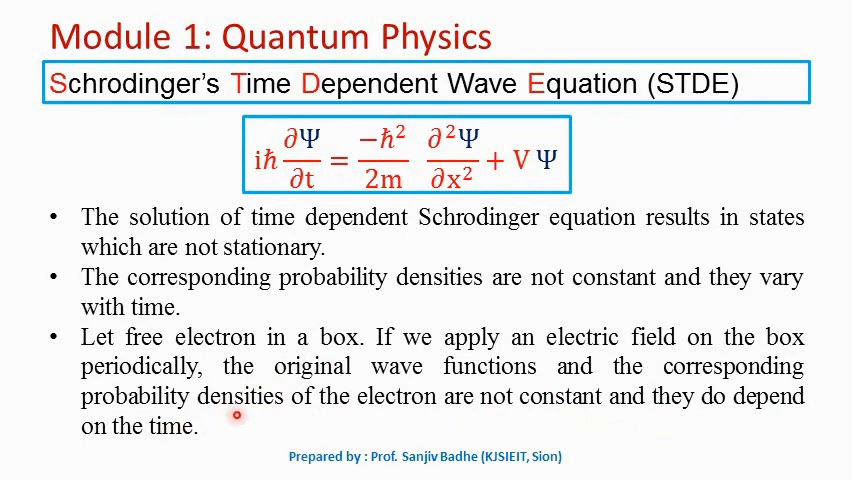 Module 1: Quantum Physics
Schrodinger's Time Dependent Wave Equation (STDE)
iħ ∂Ψ/∂t = −ħ²/2m ∂²Ψ/∂x² + V Ψ
• The solution of time dependent Schrodinger equation results in states
which are not stationary.
• The corresponding probability densities are not constant and they vary
with time.
• Let free electron in a box. If we apply an electric field on the box
periodically, the original wave functions and the corresponding
probability densities of the electron are not constant and they do depend
on the time.
Prepared by : Prof. Sanjiv Badhe (KJSIEIT, Sion)